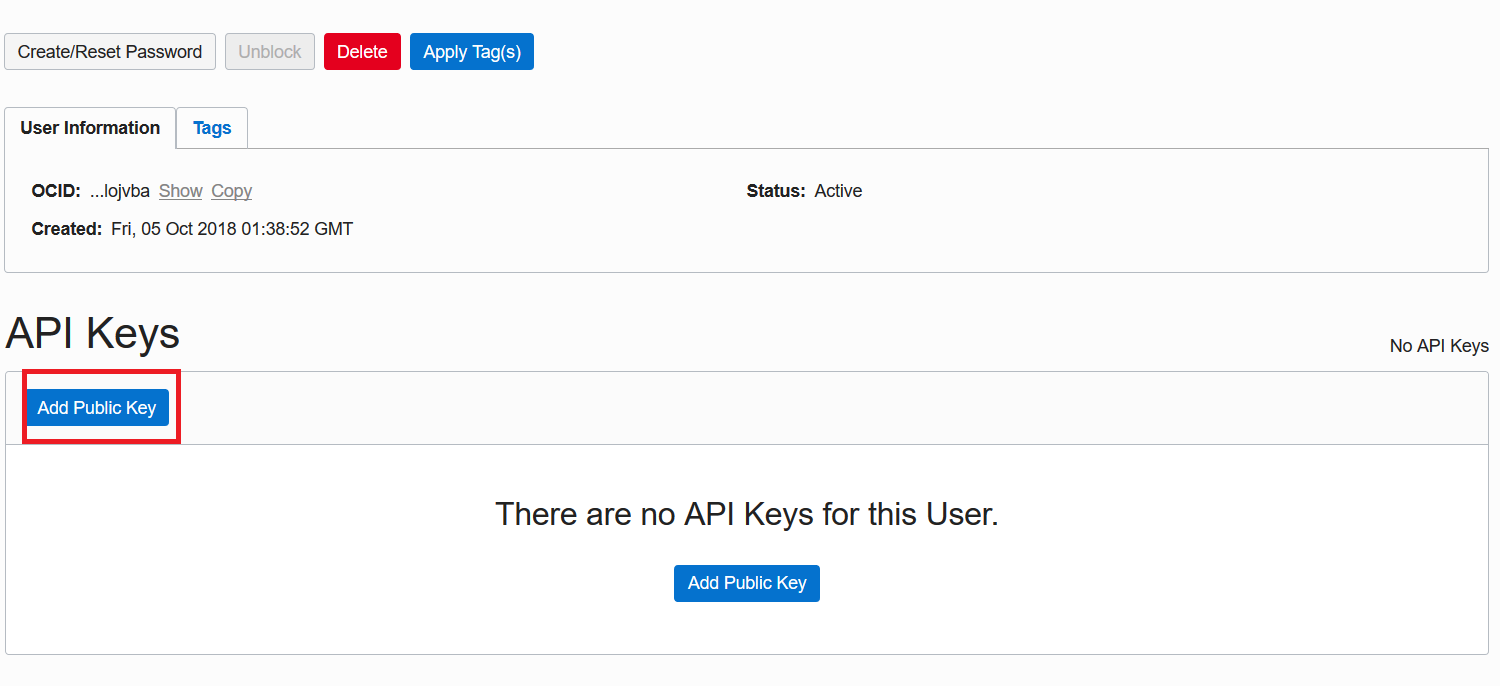 Create/Reset Password Unblock Delete Apply Tag(s)
User Information Tags
OCID: ...lojvba Show Copy Status: Active
Created: Fri, 05 Oct 2018 01:38:52 GMT
API Keys
No API Keys
Add Public Key
There are no API Keys for this User.
Add Public Key